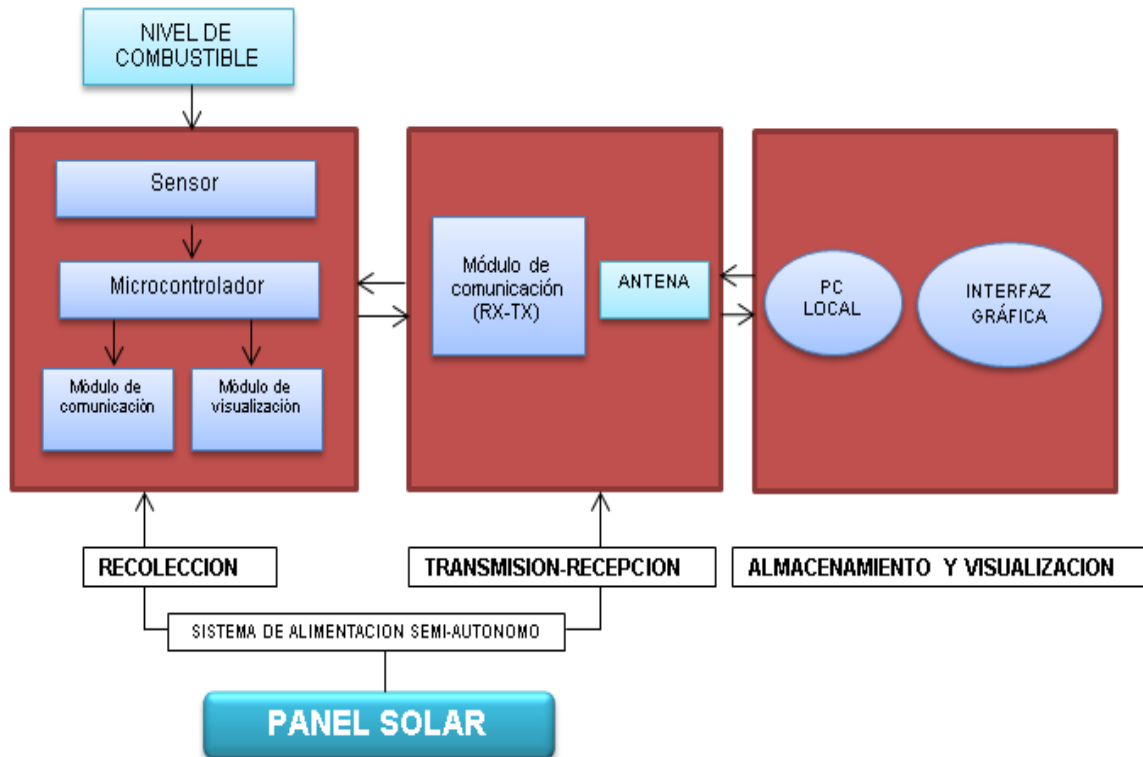 NIVEL DE
COMBUSTIBLE
Sensor
Microcontrolador
Módulo de
comunicación
Módulo de
visualización
Módulo de
comunicación
(RX-TX)
ANTENA
PC
LOCAL
INTERFAZ
GRÁFICA
RECOLECCION
TRANSMISION-RECEPCION
ALMACENAMIENTO Y VISUALIZACION
SISTEMA DE ALIMENTACION SEMI-AUTONOMO
PANEL SOLAR